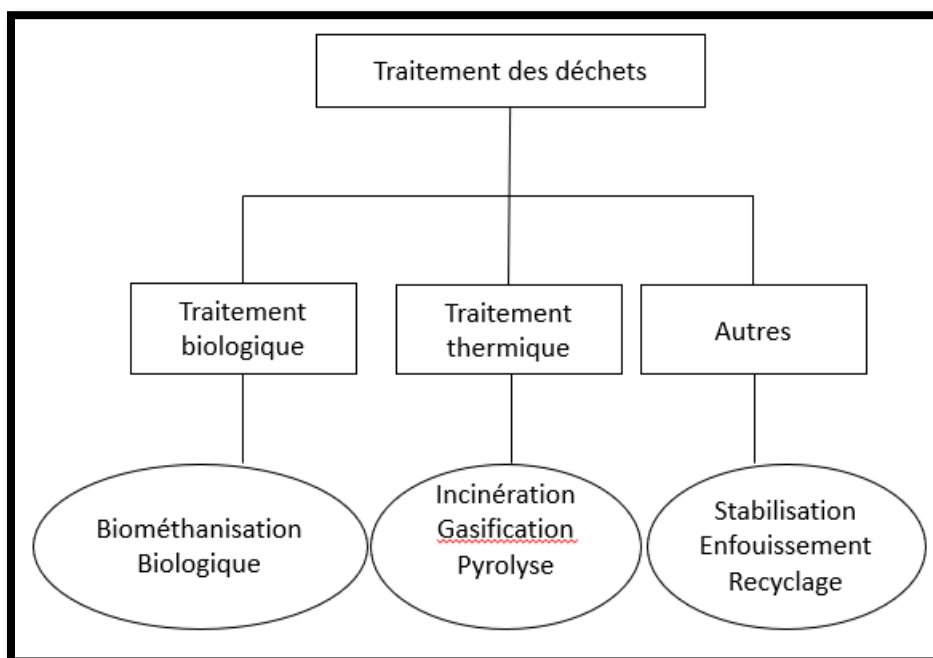 Traitement des déchets
Traitement
biologique
Traitement
thermique
Autres
Biométhanisation
Biologique
Incinération
Gasification
Pyrolyse
Stabilisation
Enfouissement
Recyclage